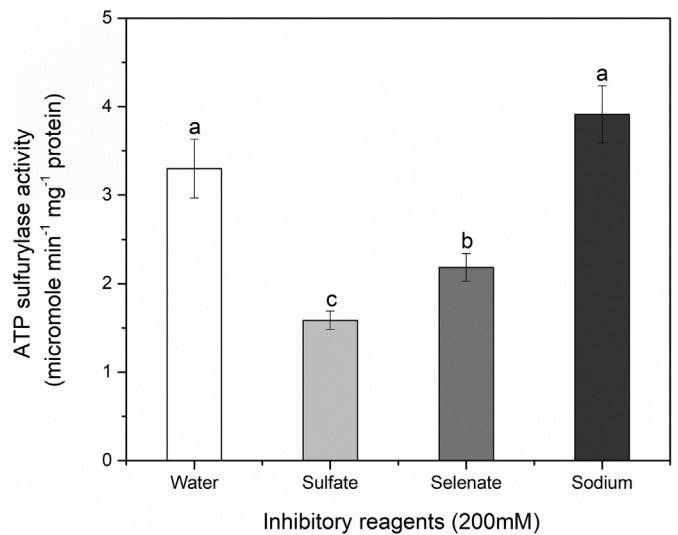 ATP sulfurylase activity
(micromole min⁻¹ mg⁻¹ protein)
5
4
3
2
1
0
a
c
b
a
Water Sulfate Selenate Sodium
Inhibitory reagents (200mM)